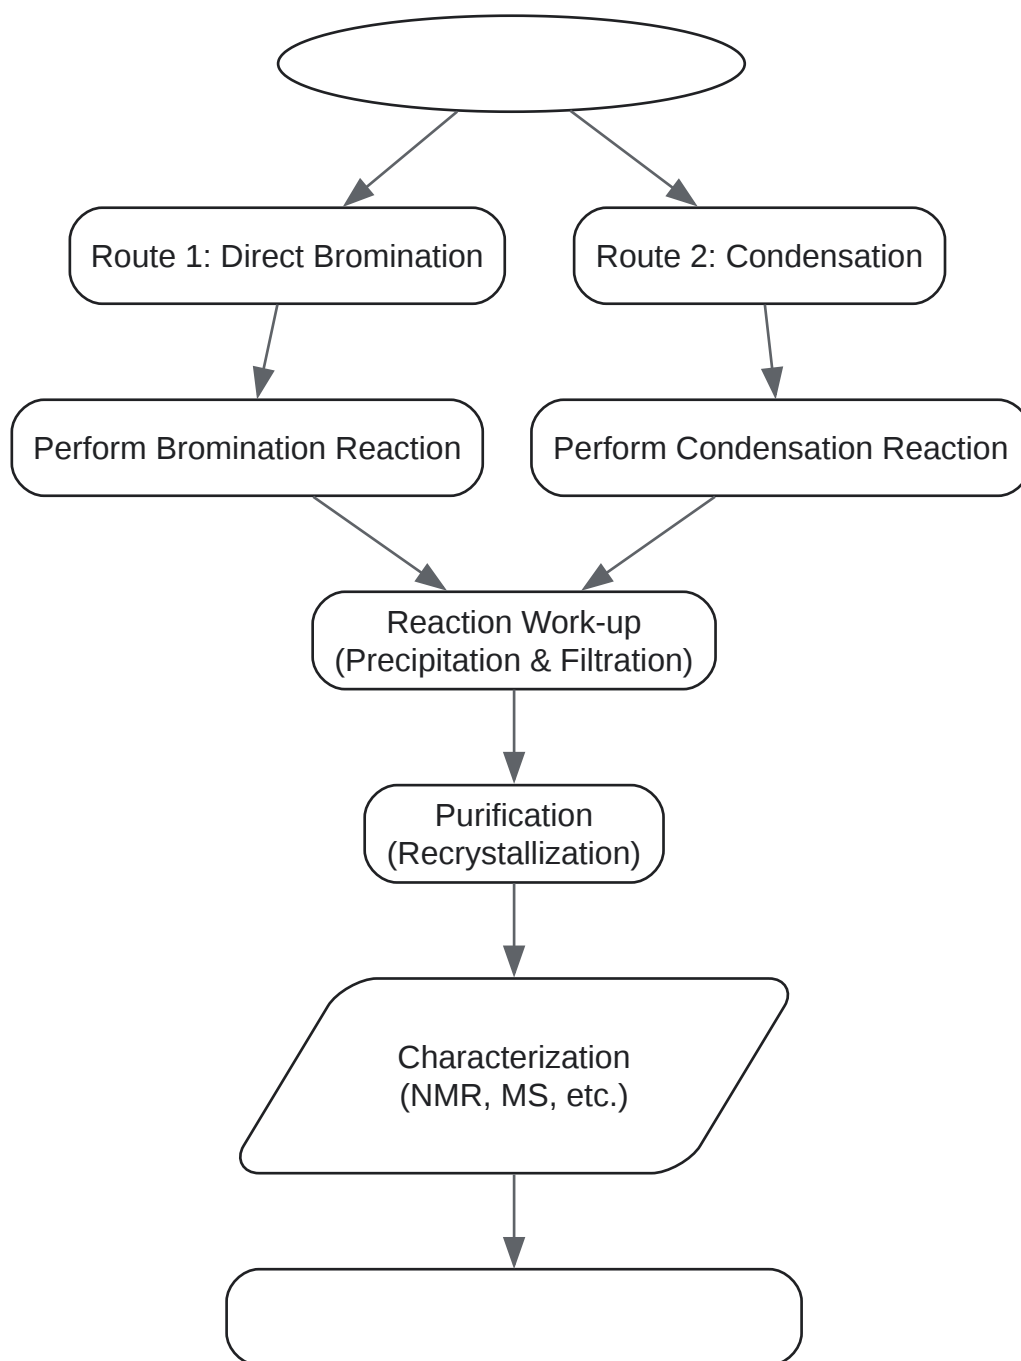 Route 1: Direct Bromination
Route 2: Condensation
Perform Bromination Reaction
Perform Condensation Reaction
Reaction Work-up
(Precipitation & Filtration)
Purification
(Recrystallization)
Characterization
(NMR, MS, etc.)